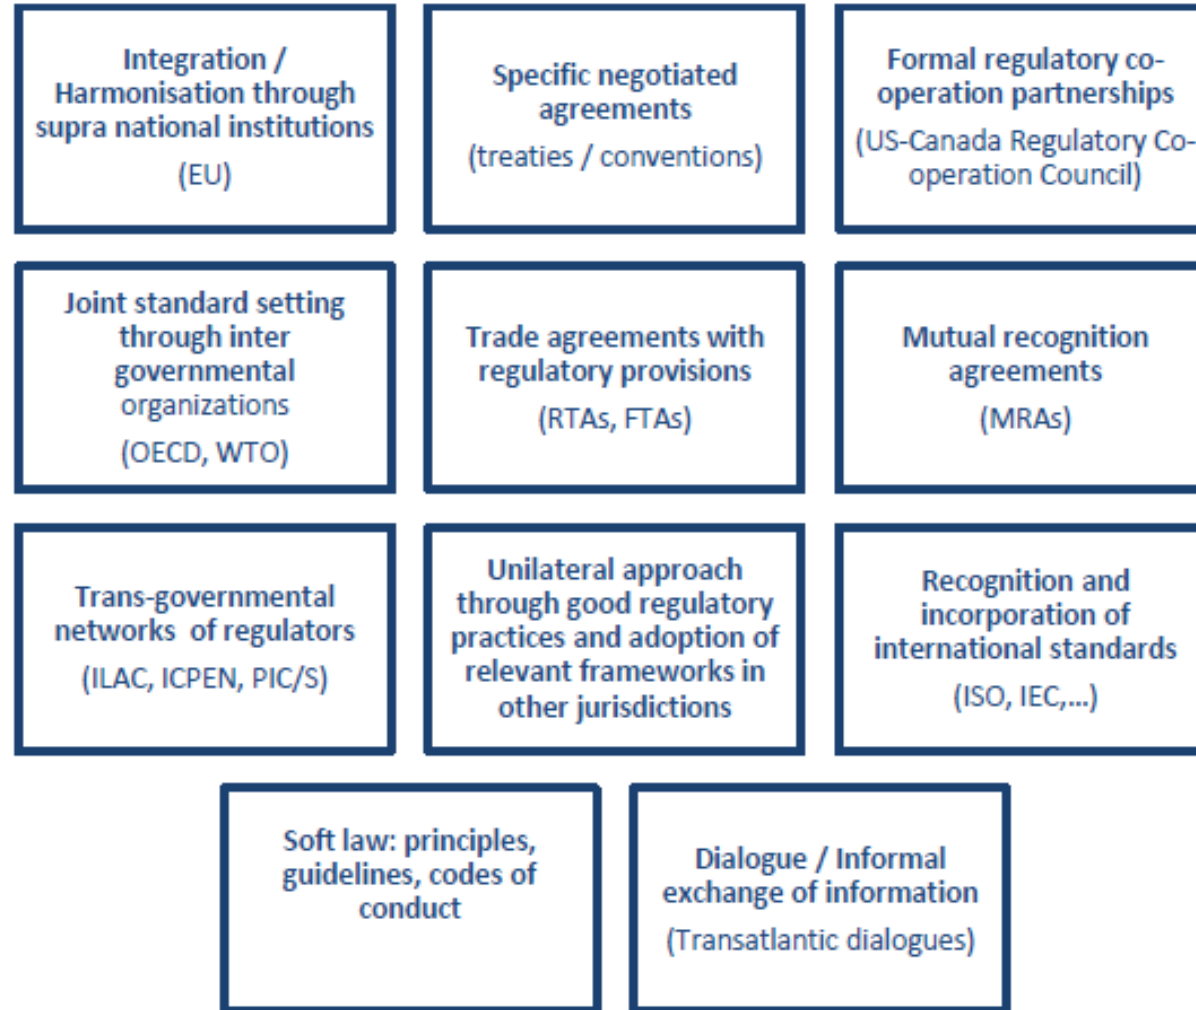 Integration /
Harmonisation through
supra national institutions
(EU)
Specific negotiated
agreements
(treaties / conventions)
Formal regulatory co-
operation partnerships
(US-Canada Regulatory Co-
operation Council)
Joint standard setting
through inter
governmental
organizations
(OECD, WTO)
Trade agreements with
regulatory provisions
(RTAs, FTAs)
Mutual recognition
agreements
(MRAs)
Trans-governmental
networks of regulators
(ILAC, ICPEN, PIC/S)
Unilateral approach
through good regulatory
practices and adoption of
relevant frameworks in
other jurisdictions
Recognition and
incorporation of
international standards
(ISO, IEC,...)
Soft law: principles,
guidelines, codes of
conduct
Dialogue / Informal
exchange of information
(Transatlantic dialogues)